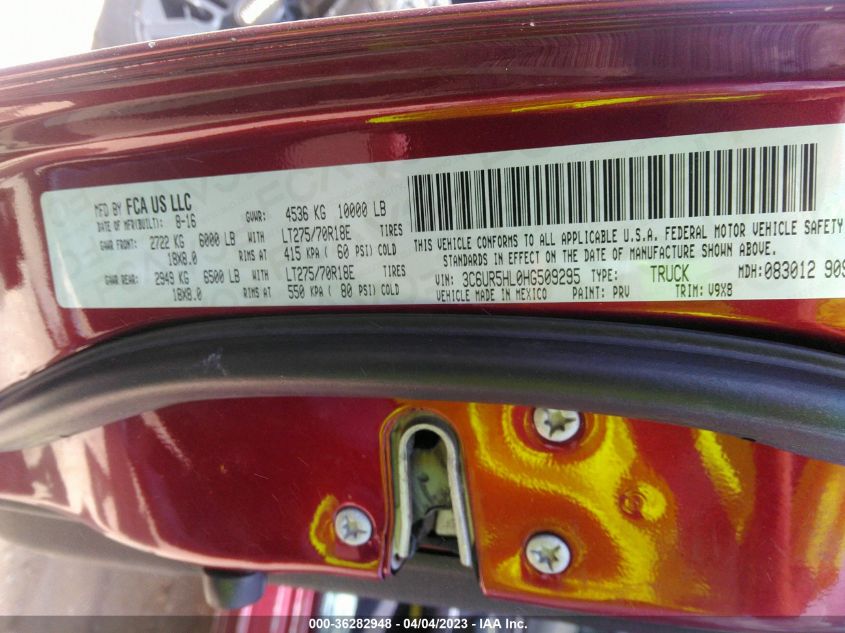 MFD BY FCA US LLC
DATE OF MFR(BUILT): 8-16 GVWR: 4536 KG 10000 LB
GAWR FRONT: 2722 KG 6000 LB WITH LT275/70R18E TIRES
18X8.0 RIMS AT 415 KPA ( 60 PSI) COLD
GAWR REAR: 2949 KG 6500 LB WITH LT275/70R18E TIRES
18X8.0 RIMS AT 550 KPA ( 80 PSI) COLD
THIS VEHICLE CONFORMS TO ALL APPLICABLE U.S.A. FEDERAL MOTOR VEHICLE SAFETY
STANDARDS IN EFFECT ON THE DATE OF MANUFACTURE SHOWN ABOVE.
VIN: 3C6UR5HL0HG509295 TYPE: TRUCK MDH: 083012 909
VEHICLE MADE IN MEXICO PAINT: PRV TRIM: V9X8
000-36282948 - 04/04/2023 - IAAI.COM